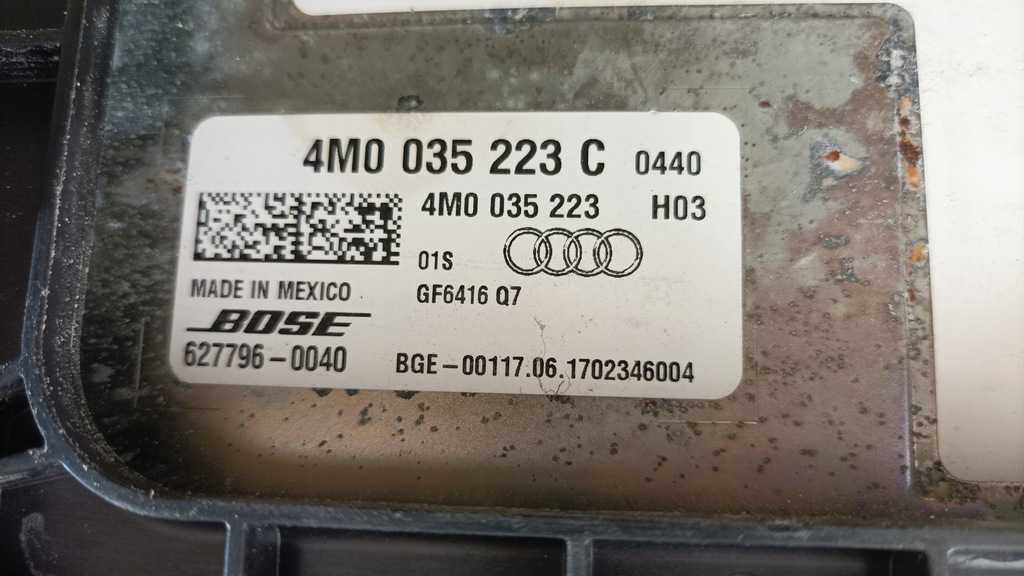 4M0 035 223 C 0440
4M0 035 223 H03
01S
MADE IN MEXICO GF6416 Q7
BOSE
627796-0040 BGE-00117.06.1702346004